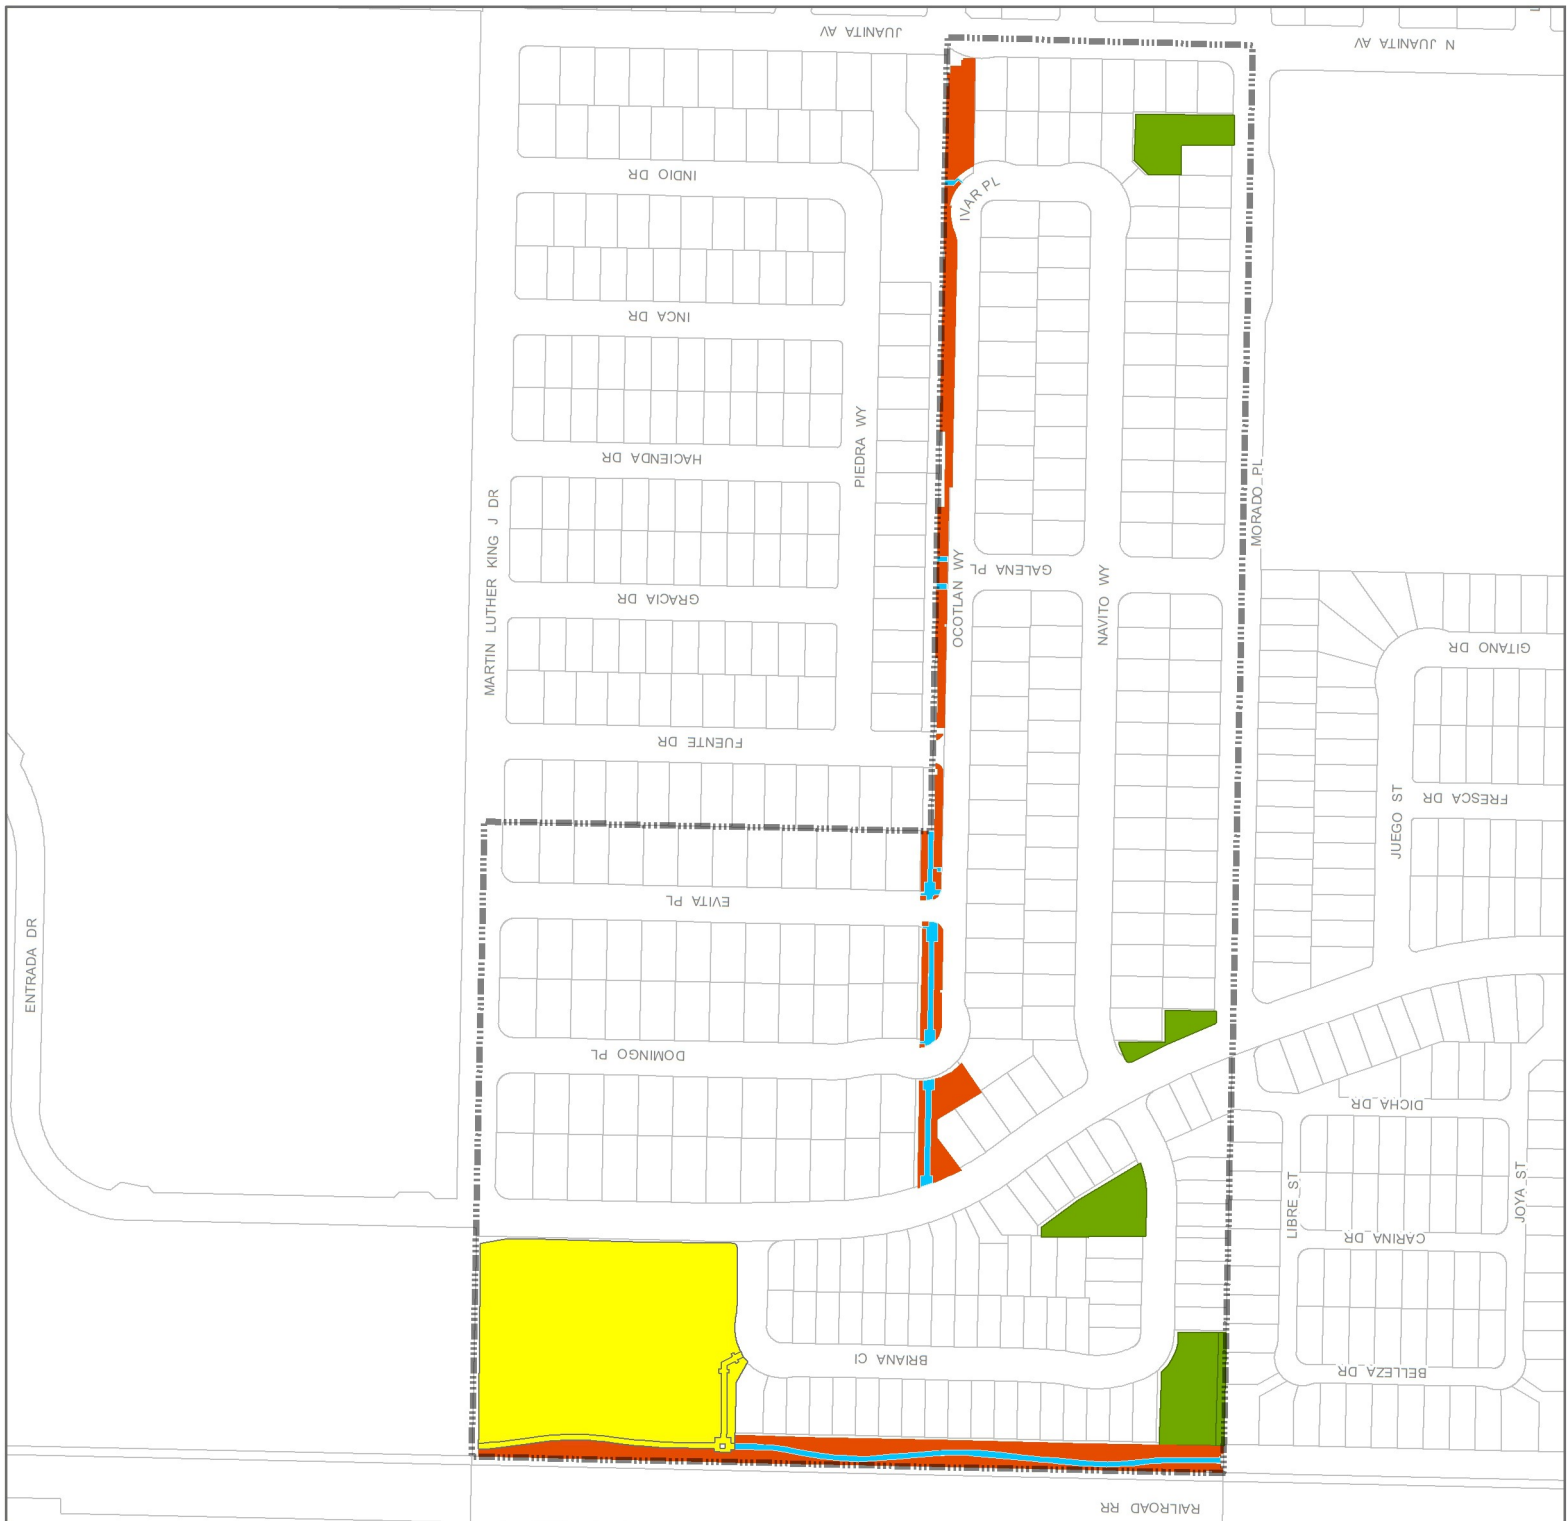 JUANITA AV
N JUANITA AV
INDIO DR
IVAR PL
INCA DR
PIEDRA WY
HACIENDA DR
MORADO PL
MARTIN LUTHER KING J DR
OCOTLAN WY
GALENA PL
NAVITO WY
GRACIA DR
GITANO DR
FUENTE DR
JUEGO ST
FRESCA DR
EVITA PL
ENTRADA DR
DOMINGO PL
DICHA DR
LIBRE ST
JOYA ST
CARINA DR
BRIANA CI
BELLEZA DR
RAILROAD RR